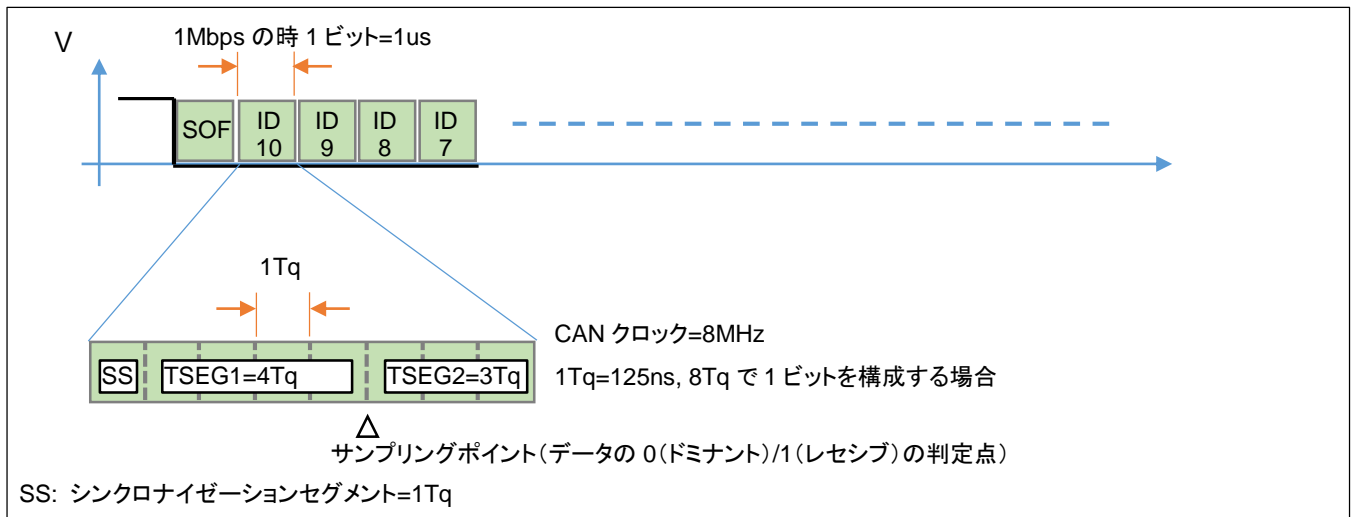 V
1Mbps の時 1 ビット=1us
SOF
ID
10
ID
9
ID
8
ID
7
1Tq
CAN クロック=8MHz
SS
TSEG1=4Tq
TSEG2=3Tq
1Tq=125ns, 8Tq で 1 ビットを構成する場合
サンプリングポイント(データの 0(ドミナント)/1(レセシブ)の判定点)
SS: シンクロナイゼーションセグメント=1Tq